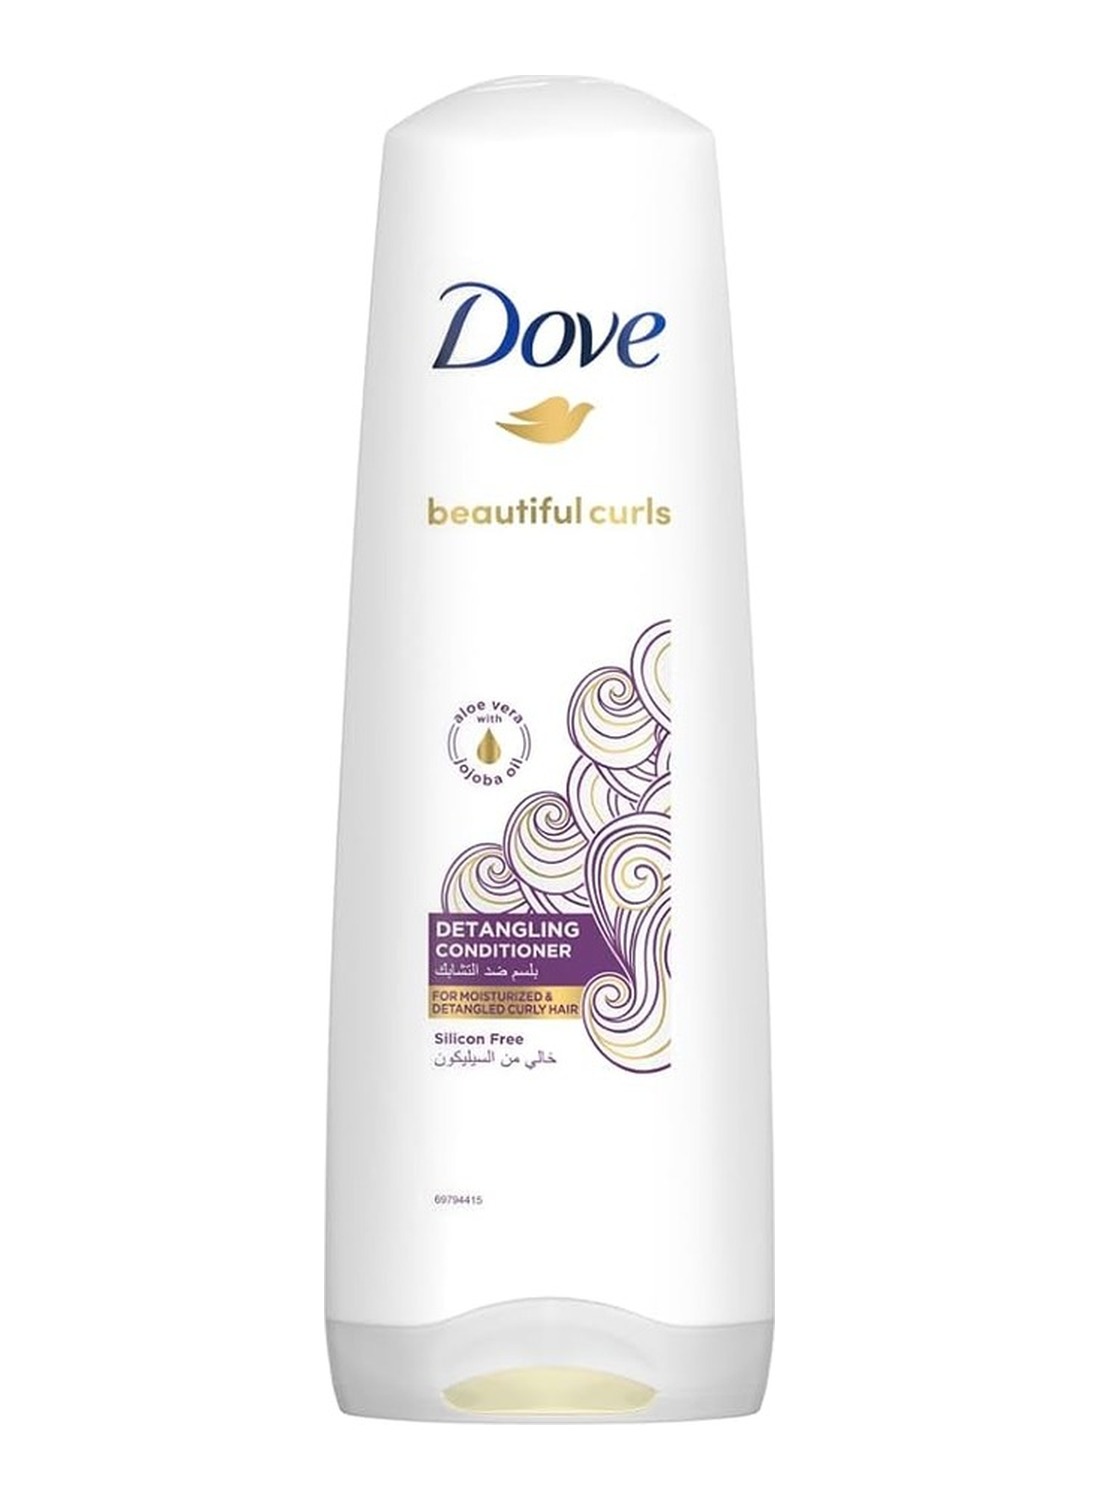 Dove
beautiful curls
aloe vera
with
jojoba oil
DETANGLING
CONDITIONER
بلسم ضد التشابك
FOR MOISTURIZED &
DETANGLED CURLY HAIR
Silicon Free
خالي من السيليكون
69794415